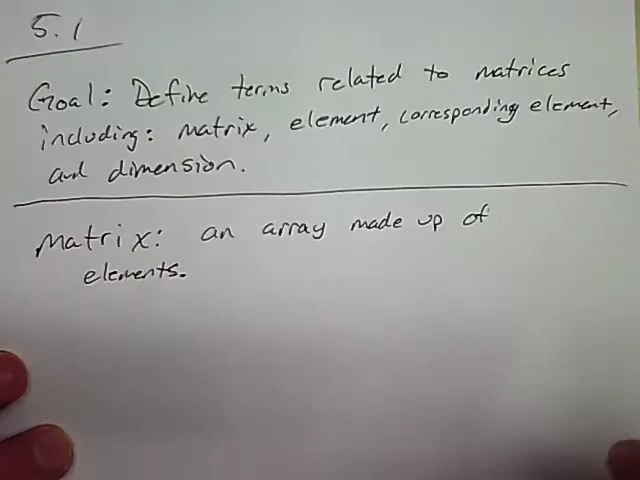 5.1
Goal: Define terms related to matrices
including: matrix, element, corresponding element,
and dimension.
Matrix: an array made up of
elements.